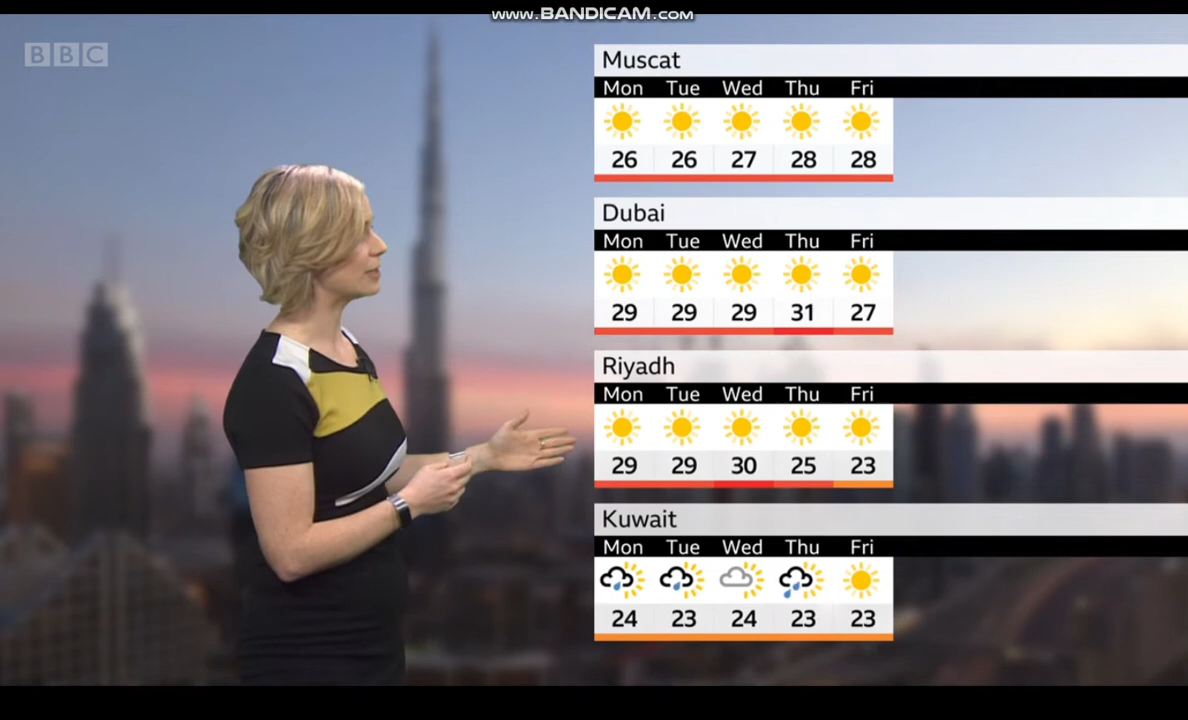 www.BANDICAM.com
BBC
Muscat
Mon Tue Wed Thu Fri
26 26 27 28 28
Dubai
Mon Tue Wed Thu Fri
29 29 29 31 27
Riyadh
Mon Tue Wed Thu Fri
29 29 30 25 23
Kuwait
Mon Tue Wed Thu Fri
24 23 24 23 23